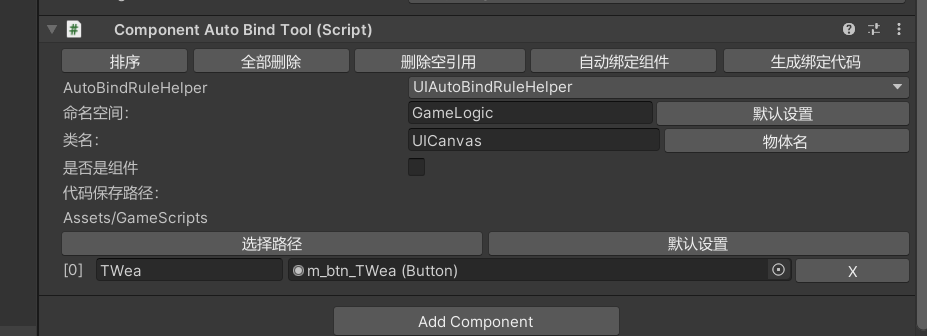 Component Auto Bind Tool (Script)
排序 全部删除 删除空引用 自动绑定组件 生成绑定代码
AutoBindRuleHelper UIAutoBindRuleHelper
命名空间: GameLogic 默认设置
类名: UICanvas 物体名
是否是组件
代码保存路径:
Assets/GameScripts
选择路径 默认设置
[0] TWea m_btn_TWea (Button) X
Add Component